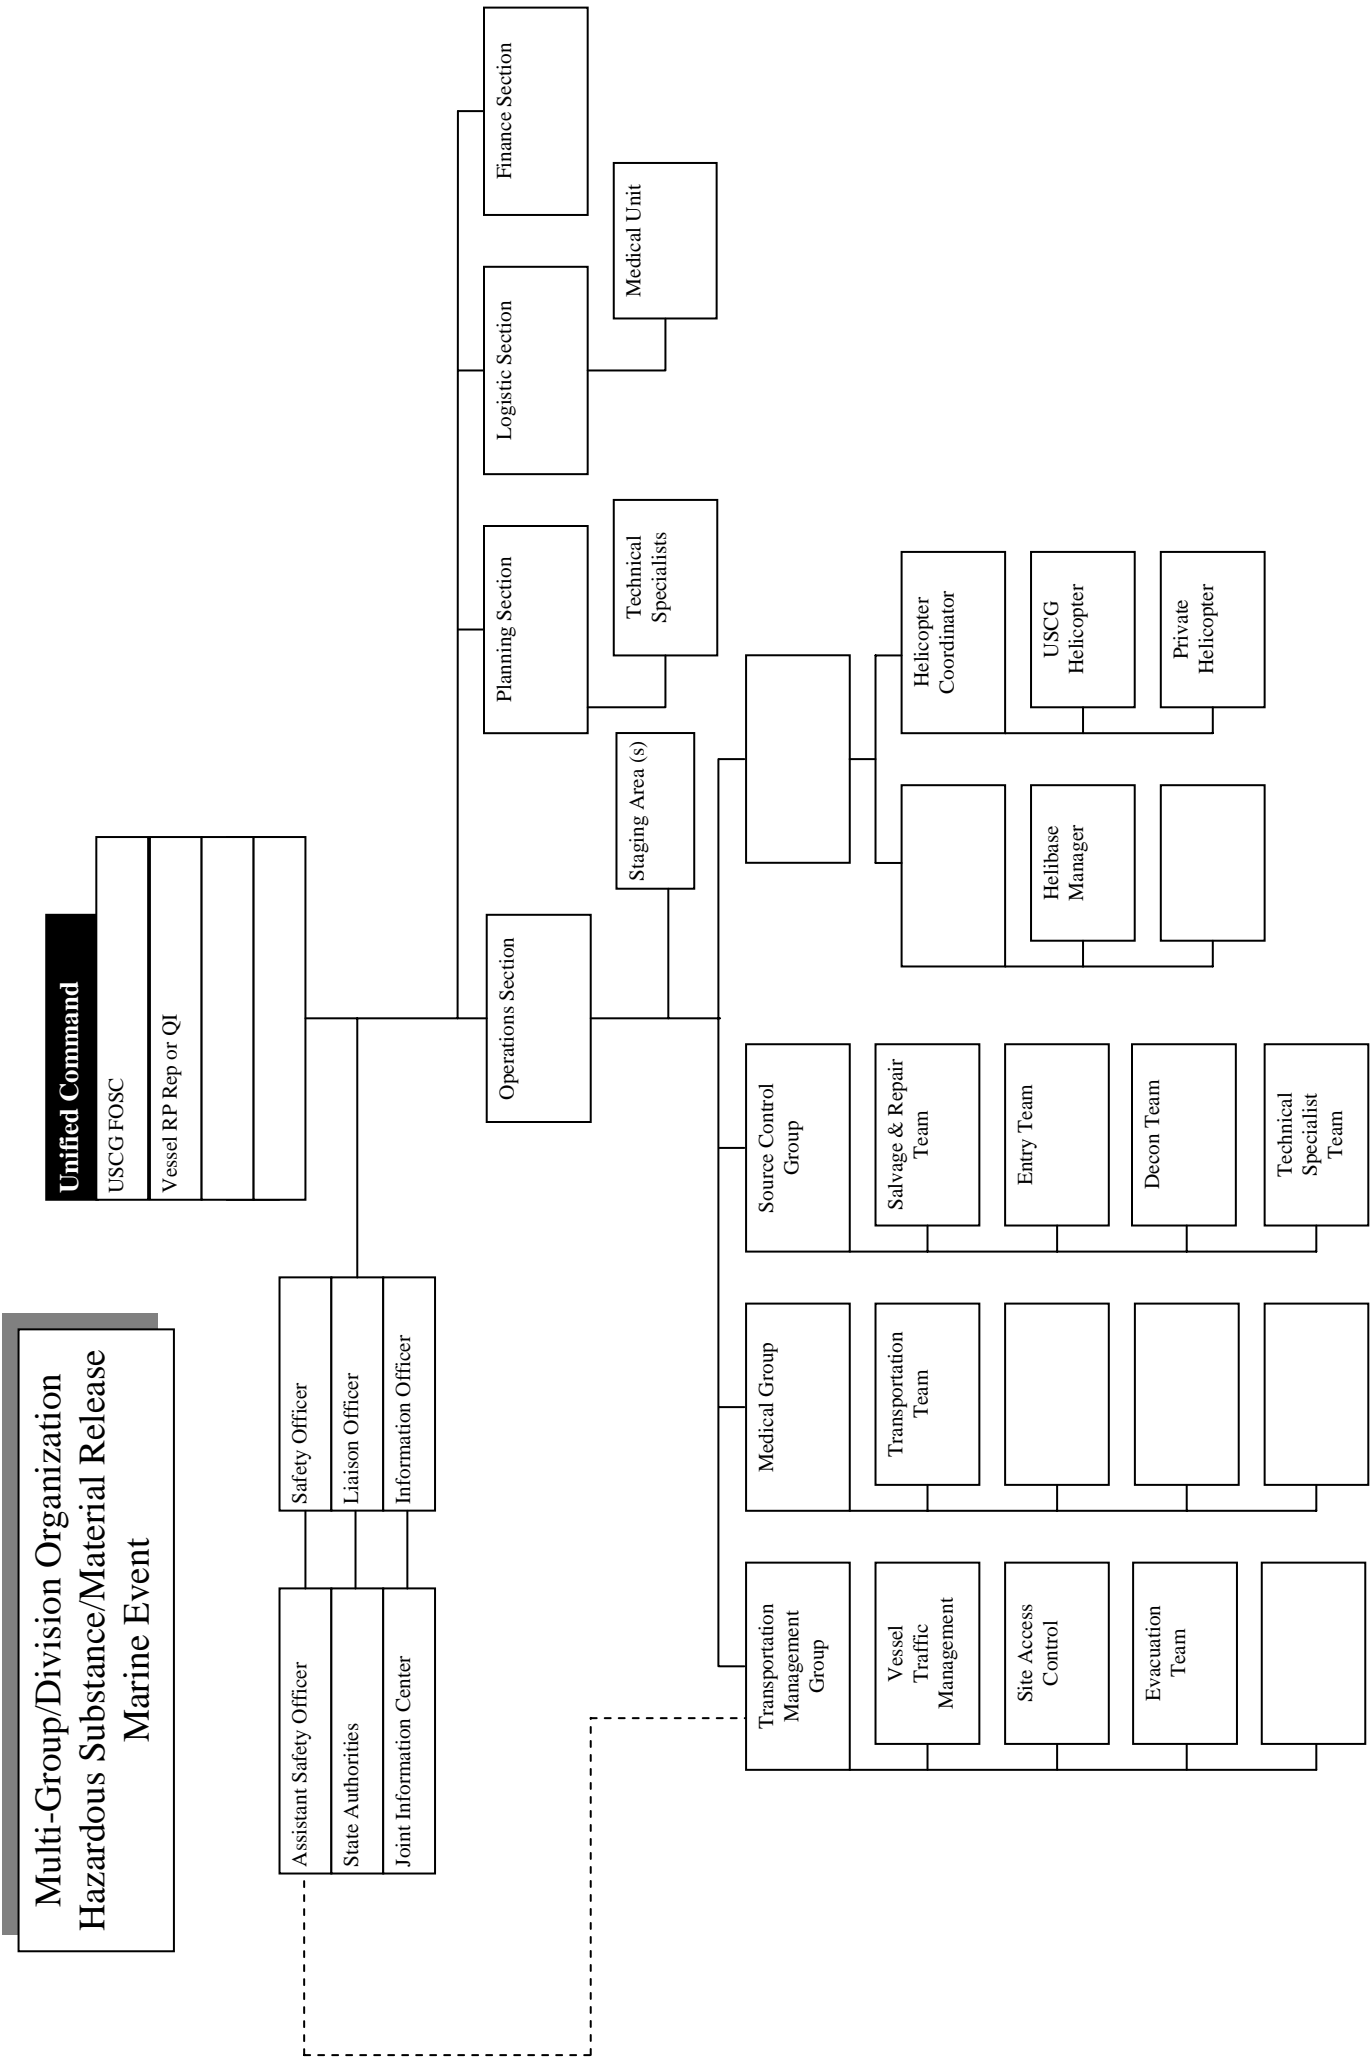 Multi-Group/Division Organization
Hazardous Substance/Material Release
Marine Event
Unified Command
USCG FOSC
Vessel RP Rep or QI
Assistant Safety Officer
State Authorities
Joint Information Center
Safety Officer
Liaison Officer
Information Officer
Operations Section
Planning Section
Logistic Section
Finance Section
Staging Area (s)
Technical
Specialists
Medical Unit
Transportation
Management
Group
Vessel
Traffic
Management
Site Access
Control
Evacuation
Team
Medical Group
Transportation
Team
Source Control
Group
Salvage & Repair
Team
Entry Team
Decon Team
Technical
Specialist
Team
Helibase
Manager
Helicopter
Coordinator
USCG
Helicopter
Private
Helicopter